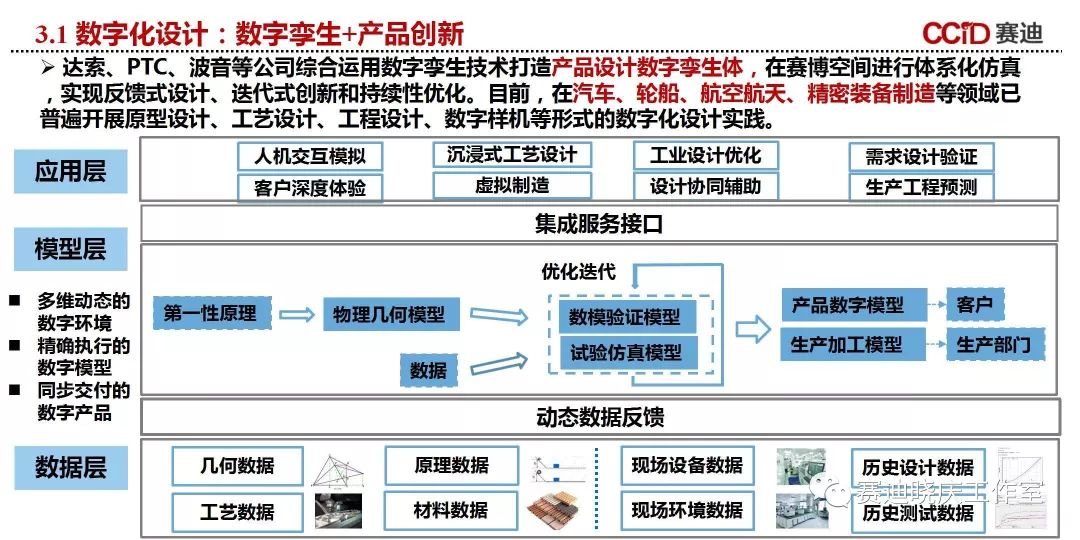 3.1 数字化设计：数字孪生+产品创新
CCID 赛迪
➢ 达索、PTC、波音等公司综合运用数字孪生技术打造产品设计数字孪生体，在赛博空间进行体系化仿真
，实现反馈式设计、迭代式创新和持续性优化。目前，在汽车、轮船、航空航天、精密装备制造等领域已
普遍开展原型设计、工艺设计、工程设计、数字样机等形式的数字化设计实践。
应用层
人机交互模拟
沉浸式工艺设计
工业设计优化
需求设计验证
客户深度体验
虚拟制造
设计协同辅助
生产工程预测
集成服务接口
模型层
■ 多维动态的
数字环境
■ 精确执行的
数字模型
■ 同步交付的
数字产品
优化迭代
第一性原理
物理几何模型
数据
数模验证模型
试验仿真模型
产品数字模型
客户
生产加工模型
生产部门
动态数据反馈
数据层
几何数据
原理数据
现场设备数据
历史设计数据
工艺数据
材料数据
现场环境数据
历史测试数据
赛迪晓庆工作室